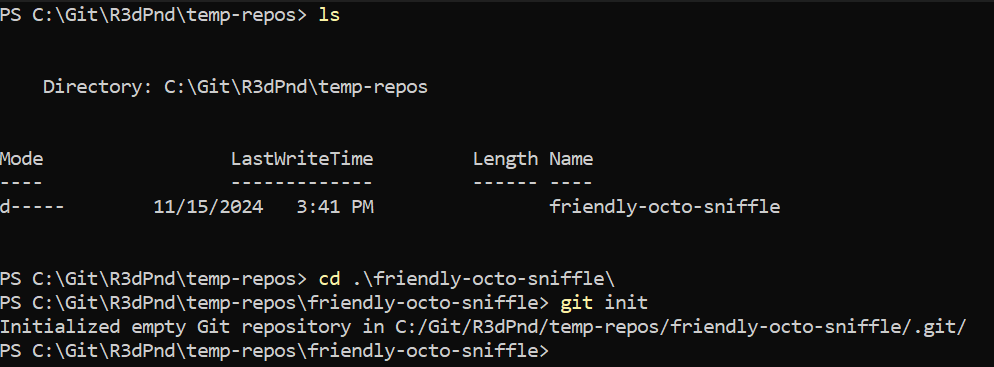 PS C:\Git\R3dPnd\temp-repos> ls
Directory: C:\Git\R3dPnd\temp-repos
Mode                 LastWriteTime         Length Name
----                 -------------         ------ ----
d-----        11/15/2024   3:41 PM                friendly-octo-sniffle
PS C:\Git\R3dPnd\temp-repos> cd .\friendly-octo-sniffle\
PS C:\Git\R3dPnd\temp-repos\friendly-octo-sniffle> git init
Initialized empty Git repository in C:/Git/R3dPnd/temp-repos/friendly-octo-sniffle/.git/
PS C:\Git\R3dPnd\temp-repos\friendly-octo-sniffle>